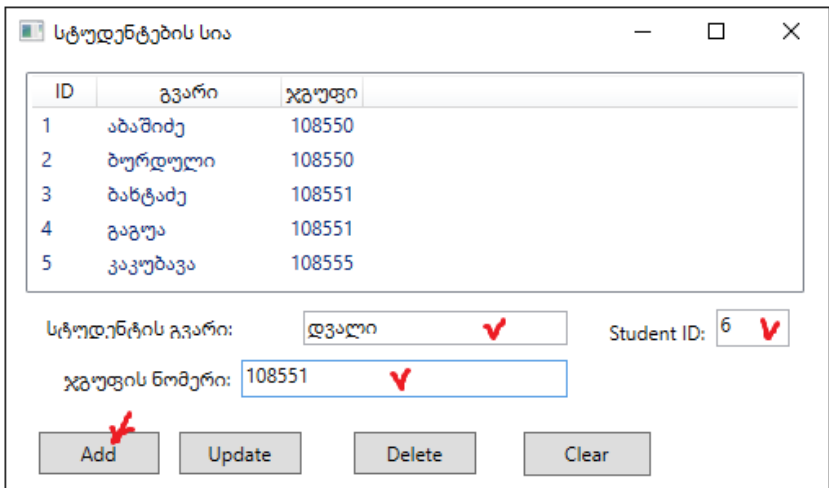 სტუდენტების სია
ID გვარი ჯგუფი
1 აბაშიძე 108550
2 ბურდული 108550
3 ბახტაძე 108551
4 გაგუა 108551
5 კაკუბავა 108555
სტუდენტის გვარი: დვალი Student ID: 6
ჯგუფის ნომერი: 108551
Add Update Delete Clear